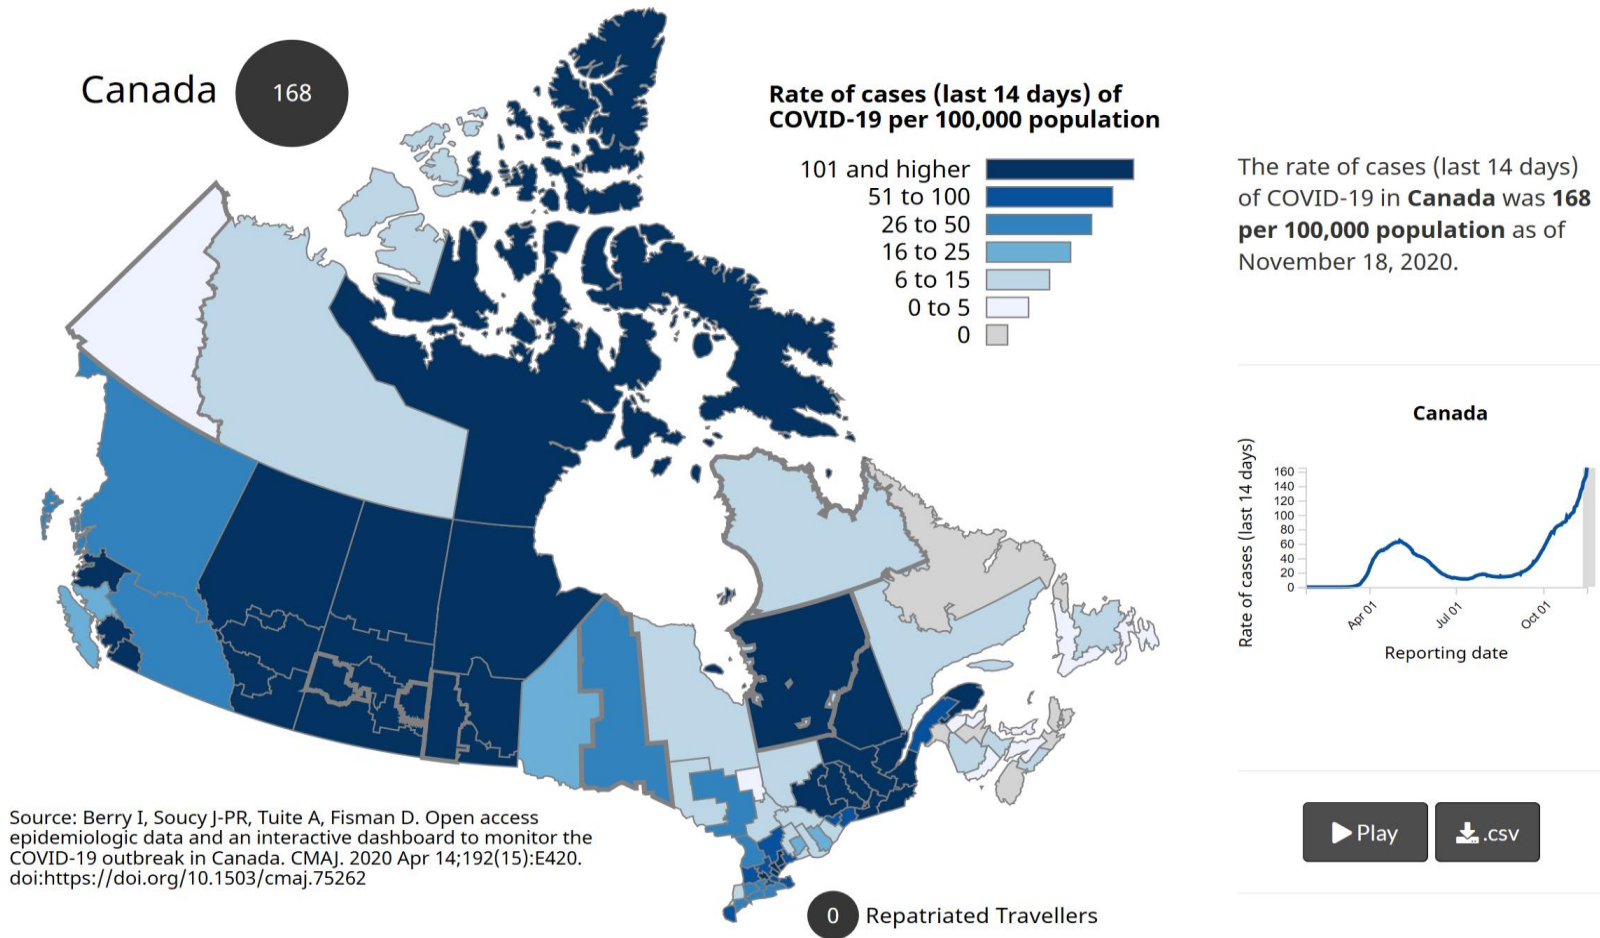 Canada
168
Rate of cases (last 14 days) of
COVID-19 per 100,000 population
101 and higher
51 to 100
26 to 50
16 to 25
6 to 15
0 to 5
0
The rate of cases (last 14 days)
of COVID-19 in Canada was 168
per 100,000 population as of
November 18, 2020.
Canada
Rate of cases (last 14 days)
160
140
120
100
80
60
40
20
0
Apr 01
Jul 01
Oct 01
Reporting date
Play
.csv
Source: Berry I, Soucy J-PR, Tuite A, Fisman D. Open access
epidemiologic data and an interactive dashboard to monitor the
COVID-19 outbreak in Canada. CMAJ. 2020 Apr 14;192(15):E420.
doi:https://doi.org/10.1503/cmaj.75262
0
Repatriated Travellers